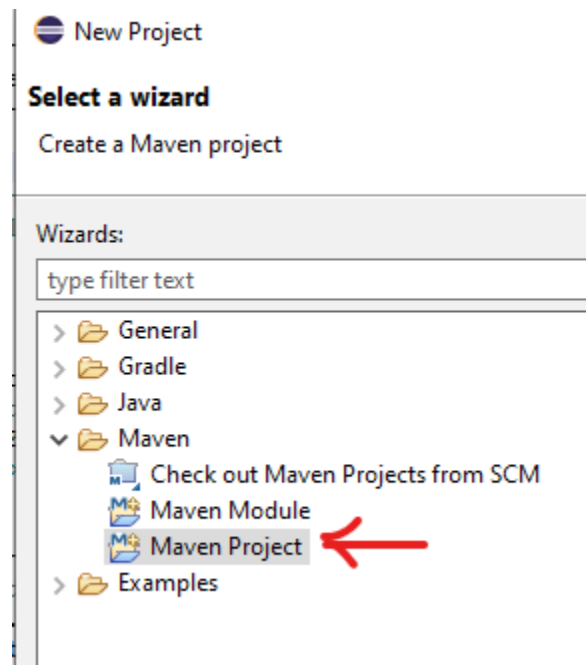 New Project
Select a wizard
Create a Maven project
Wizards:
type filter text
General
Gradle
Java
Maven
Check out Maven Projects from SCM
Maven Module
Maven Project
Examples